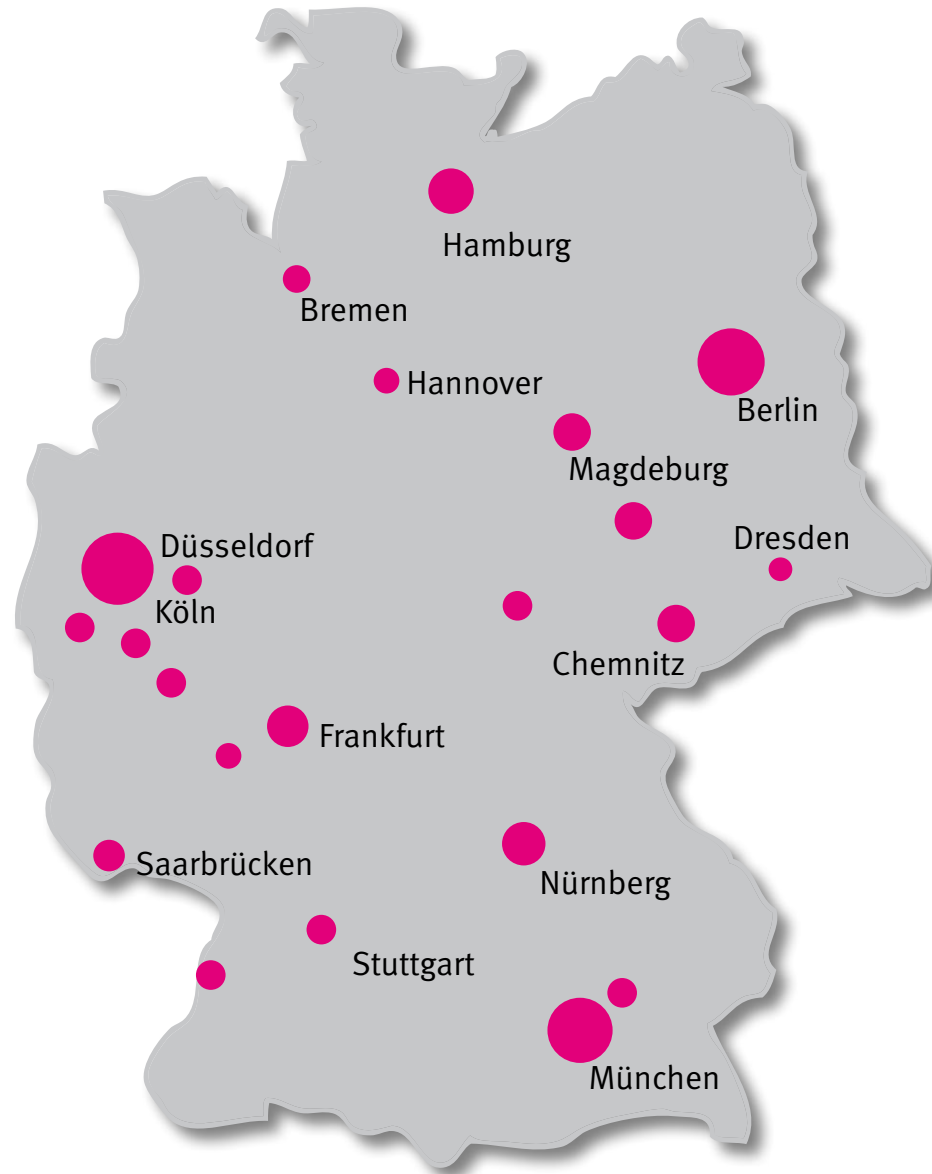 Hamburg
Bremen
Hannover
Berlin
Magdeburg
Dresden
Düsseldorf
Köln
Chemnitz
Frankfurt
Saarbrücken
Nürnberg
Stuttgart
München